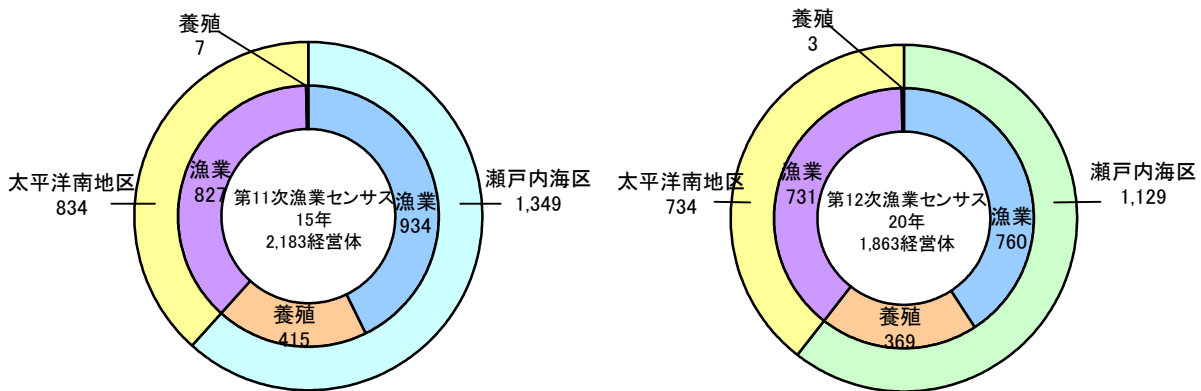 養殖
7
漁業
827
太平洋南地区
834
第11次漁業センサス
15年
2,183経営体
漁業
934
瀬戸内海区
1,349
養殖
415
養殖
3
漁業
731
太平洋南地区
734
第12次漁業センサス
20年
1,863経営体
漁業
760
瀬戸内海区
1,129
養殖
369